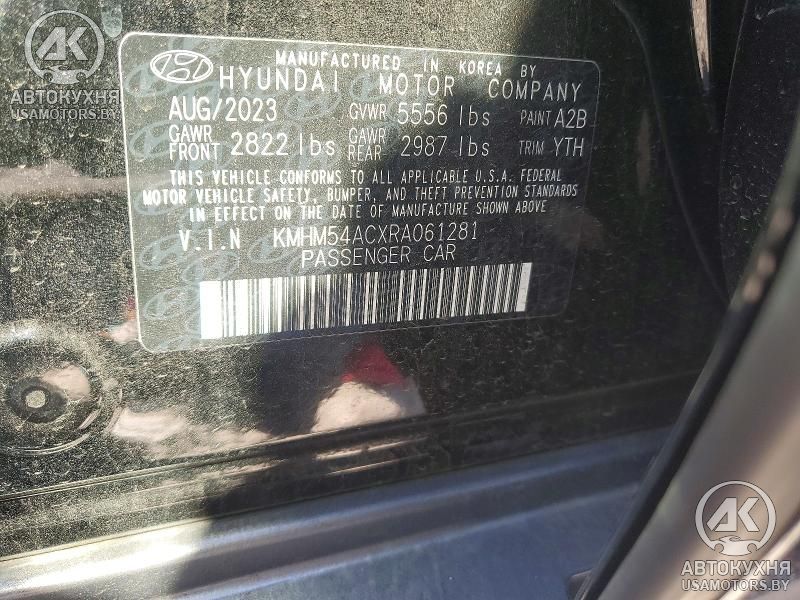 АК
АВТОКУХНЯ
USAMOTORS.BY
MANUFACTURED IN KOREA BY
HYUNDAI MOTOR COMPANY
AUG/2023 GVWR 5556 lbs PAINT A2B
GAWR FRONT 2822 lbs GAWR REAR 2987 lbs TRIM YTH
THIS VEHICLE CONFORMS TO ALL APPLICABLE U.S.A. FEDERAL
MOTOR VEHICLE SAFETY, BUMPER, AND THEFT PREVENTION STANDARDS
IN EFFECT ON THE DATE OF MANUFACTURE SHOWN ABOVE
V.I.N KMHM54ACXRA061281
PASSENGER CAR
АК
АВТОКУХНЯ
USAMOTORS.BY